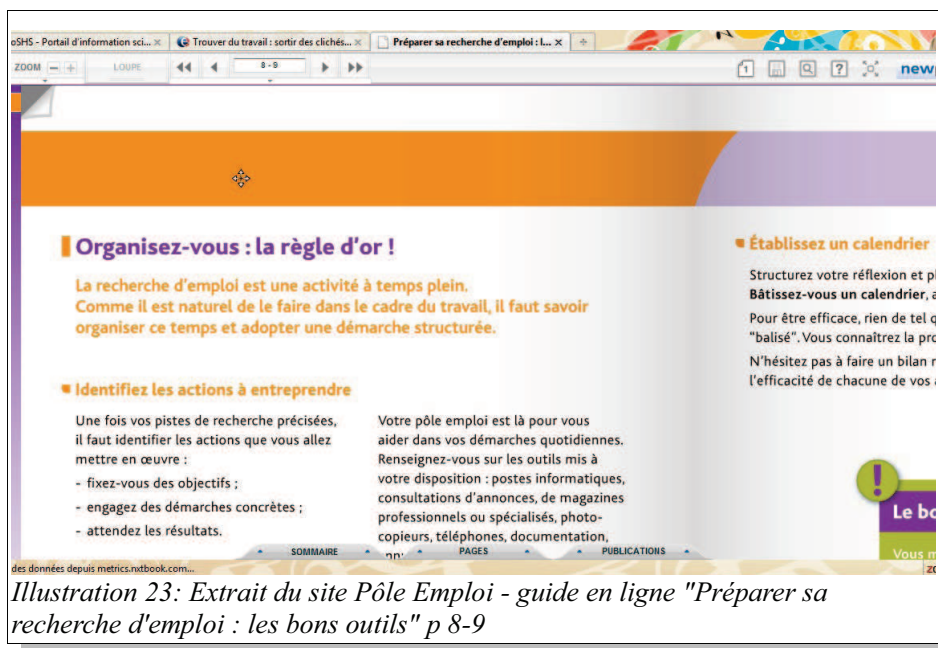 oSHS - Portail d'information sci... Trouver du travail : sortir des clichés... Préparer sa recherche d'emploi : l...
ZOOM LOUPE 8 - 9 1 ? new
Organisez-vous : la règle d'or !
La recherche d'emploi est une activité à temps plein.
Comme il est naturel de le faire dans le cadre du travail, il faut savoir
organiser ce temps et adopter une démarche structurée.
Identifiez les actions à entreprendre
Une fois vos pistes de recherche précisées,
il faut identifier les actions que vous allez
mettre en œuvre :
- fixez-vous des objectifs ;
- engagez des démarches concrètes ;
- attendez les résultats.
Votre pôle emploi est là pour vous
aider dans vos démarches quotidiennes.
Renseignez-vous sur les outils mis à
votre disposition : postes informatiques,
consultations d'annonces, de magazines
professionnels ou spécialisés, photo-
copieurs, téléphones, documentation,
Établissez un calendrier
Structurez votre réflexion et pl
Bâtissez-vous un calendrier, a
Pour être efficace, rien de tel q
"balisé". Vous connaîtrez la pro
N'hésitez pas à faire un bilan r
l'efficacité de chacune de vos a
!
Le bo
Vous m
SOMMAIRE PAGES PUBLICATIONS
des données depuis metrics.nxtbook.com...
Illustration 23: Extrait du site Pôle Emploi - guide en ligne "Préparer sa
recherche d'emploi : les bons outils" p 8-9